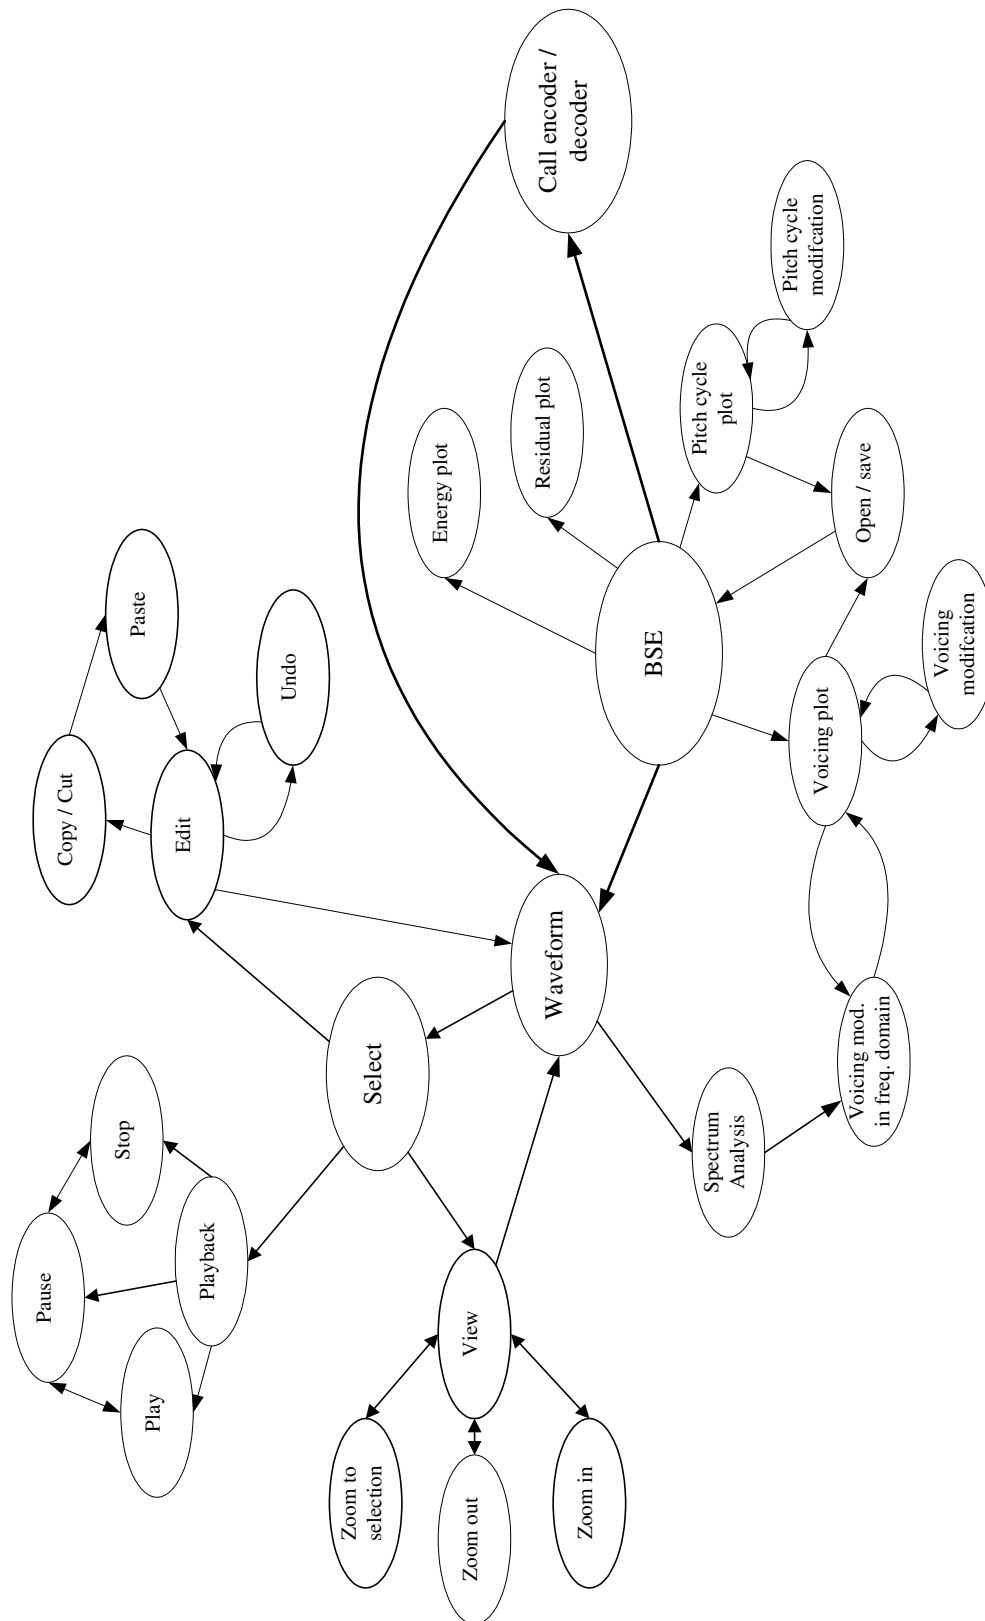 Call encoder /
decoder
Pitch cycle
modifcation
Pitch cycle
plot
Residual plot
Energy plot
Open / save
Paste
Voicing
modifcation
BSE
Undo
Voicing plot
Copy / Cut
Edit
Waveform
Select
Voicing mod.
in freq. domain
Stop
Spectrum
Analysis
Playback
Pause
View
Play
Zoom to
selection
Zoom out
Zoom in